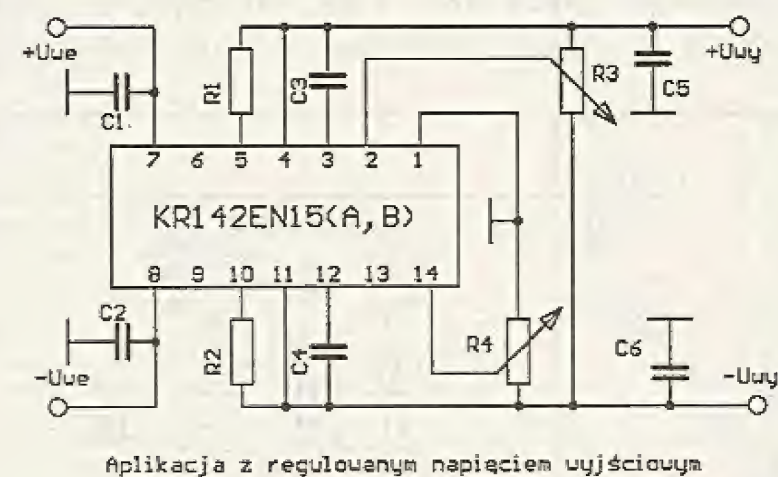 +Uwe
+Uwy
C1
R1
C3
R3
C5
7 6 5 4 3 2 1
KR142EN15(A,B)
8 9 10 11 12 13 14
C2
R2
C4
R4
C6
-Uwe
-Uwy
Aplikacja z regulowanym napięciem wyjściowym